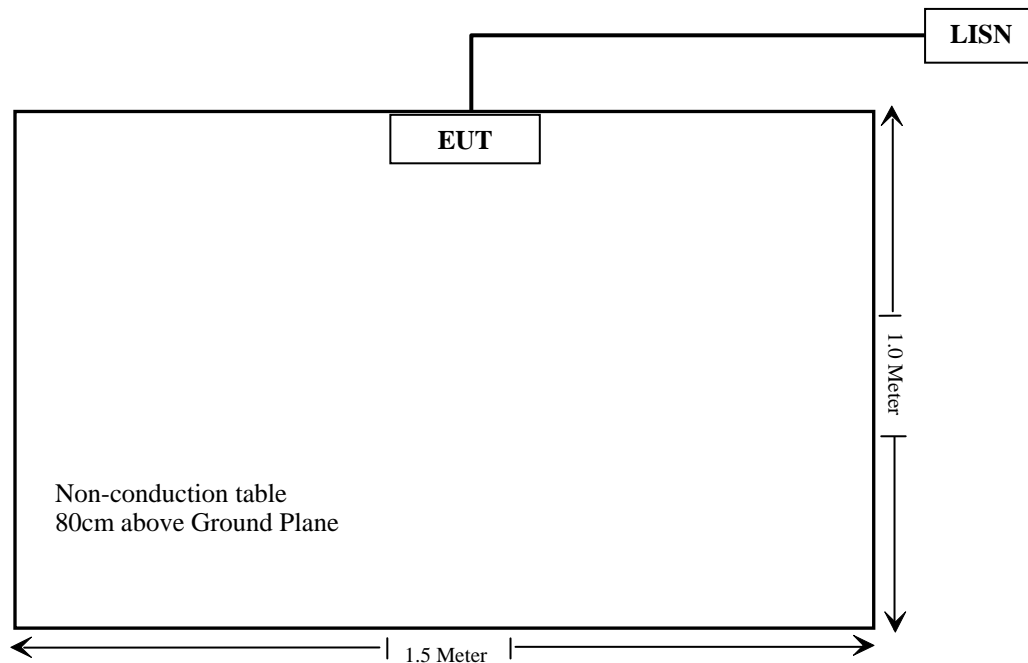 LISN
EUT
1.0 Meter
Non-conduction table
80cm above Ground Plane
1.5 Meter